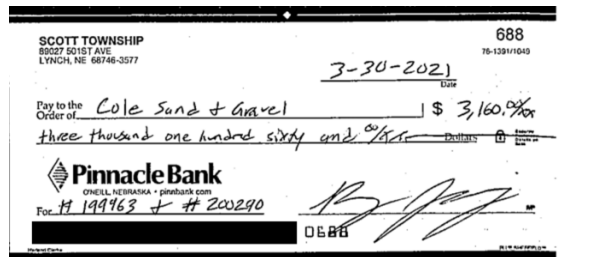 688
SCOTT TOWNSHIP
89027 501ST AVE
LYNCH, NE 68746-3577
76-1391/1049
3-30-2021
Date
Pay to the
Order of Cole Sand & Gravel $ 3,160.00/xx
three thousand one hundred sixty and 00/xx Dollars
Pinnacle Bank
O'NEILL, NEBRASKA • pinnbank.com
For # 199963 & # 200290
0688